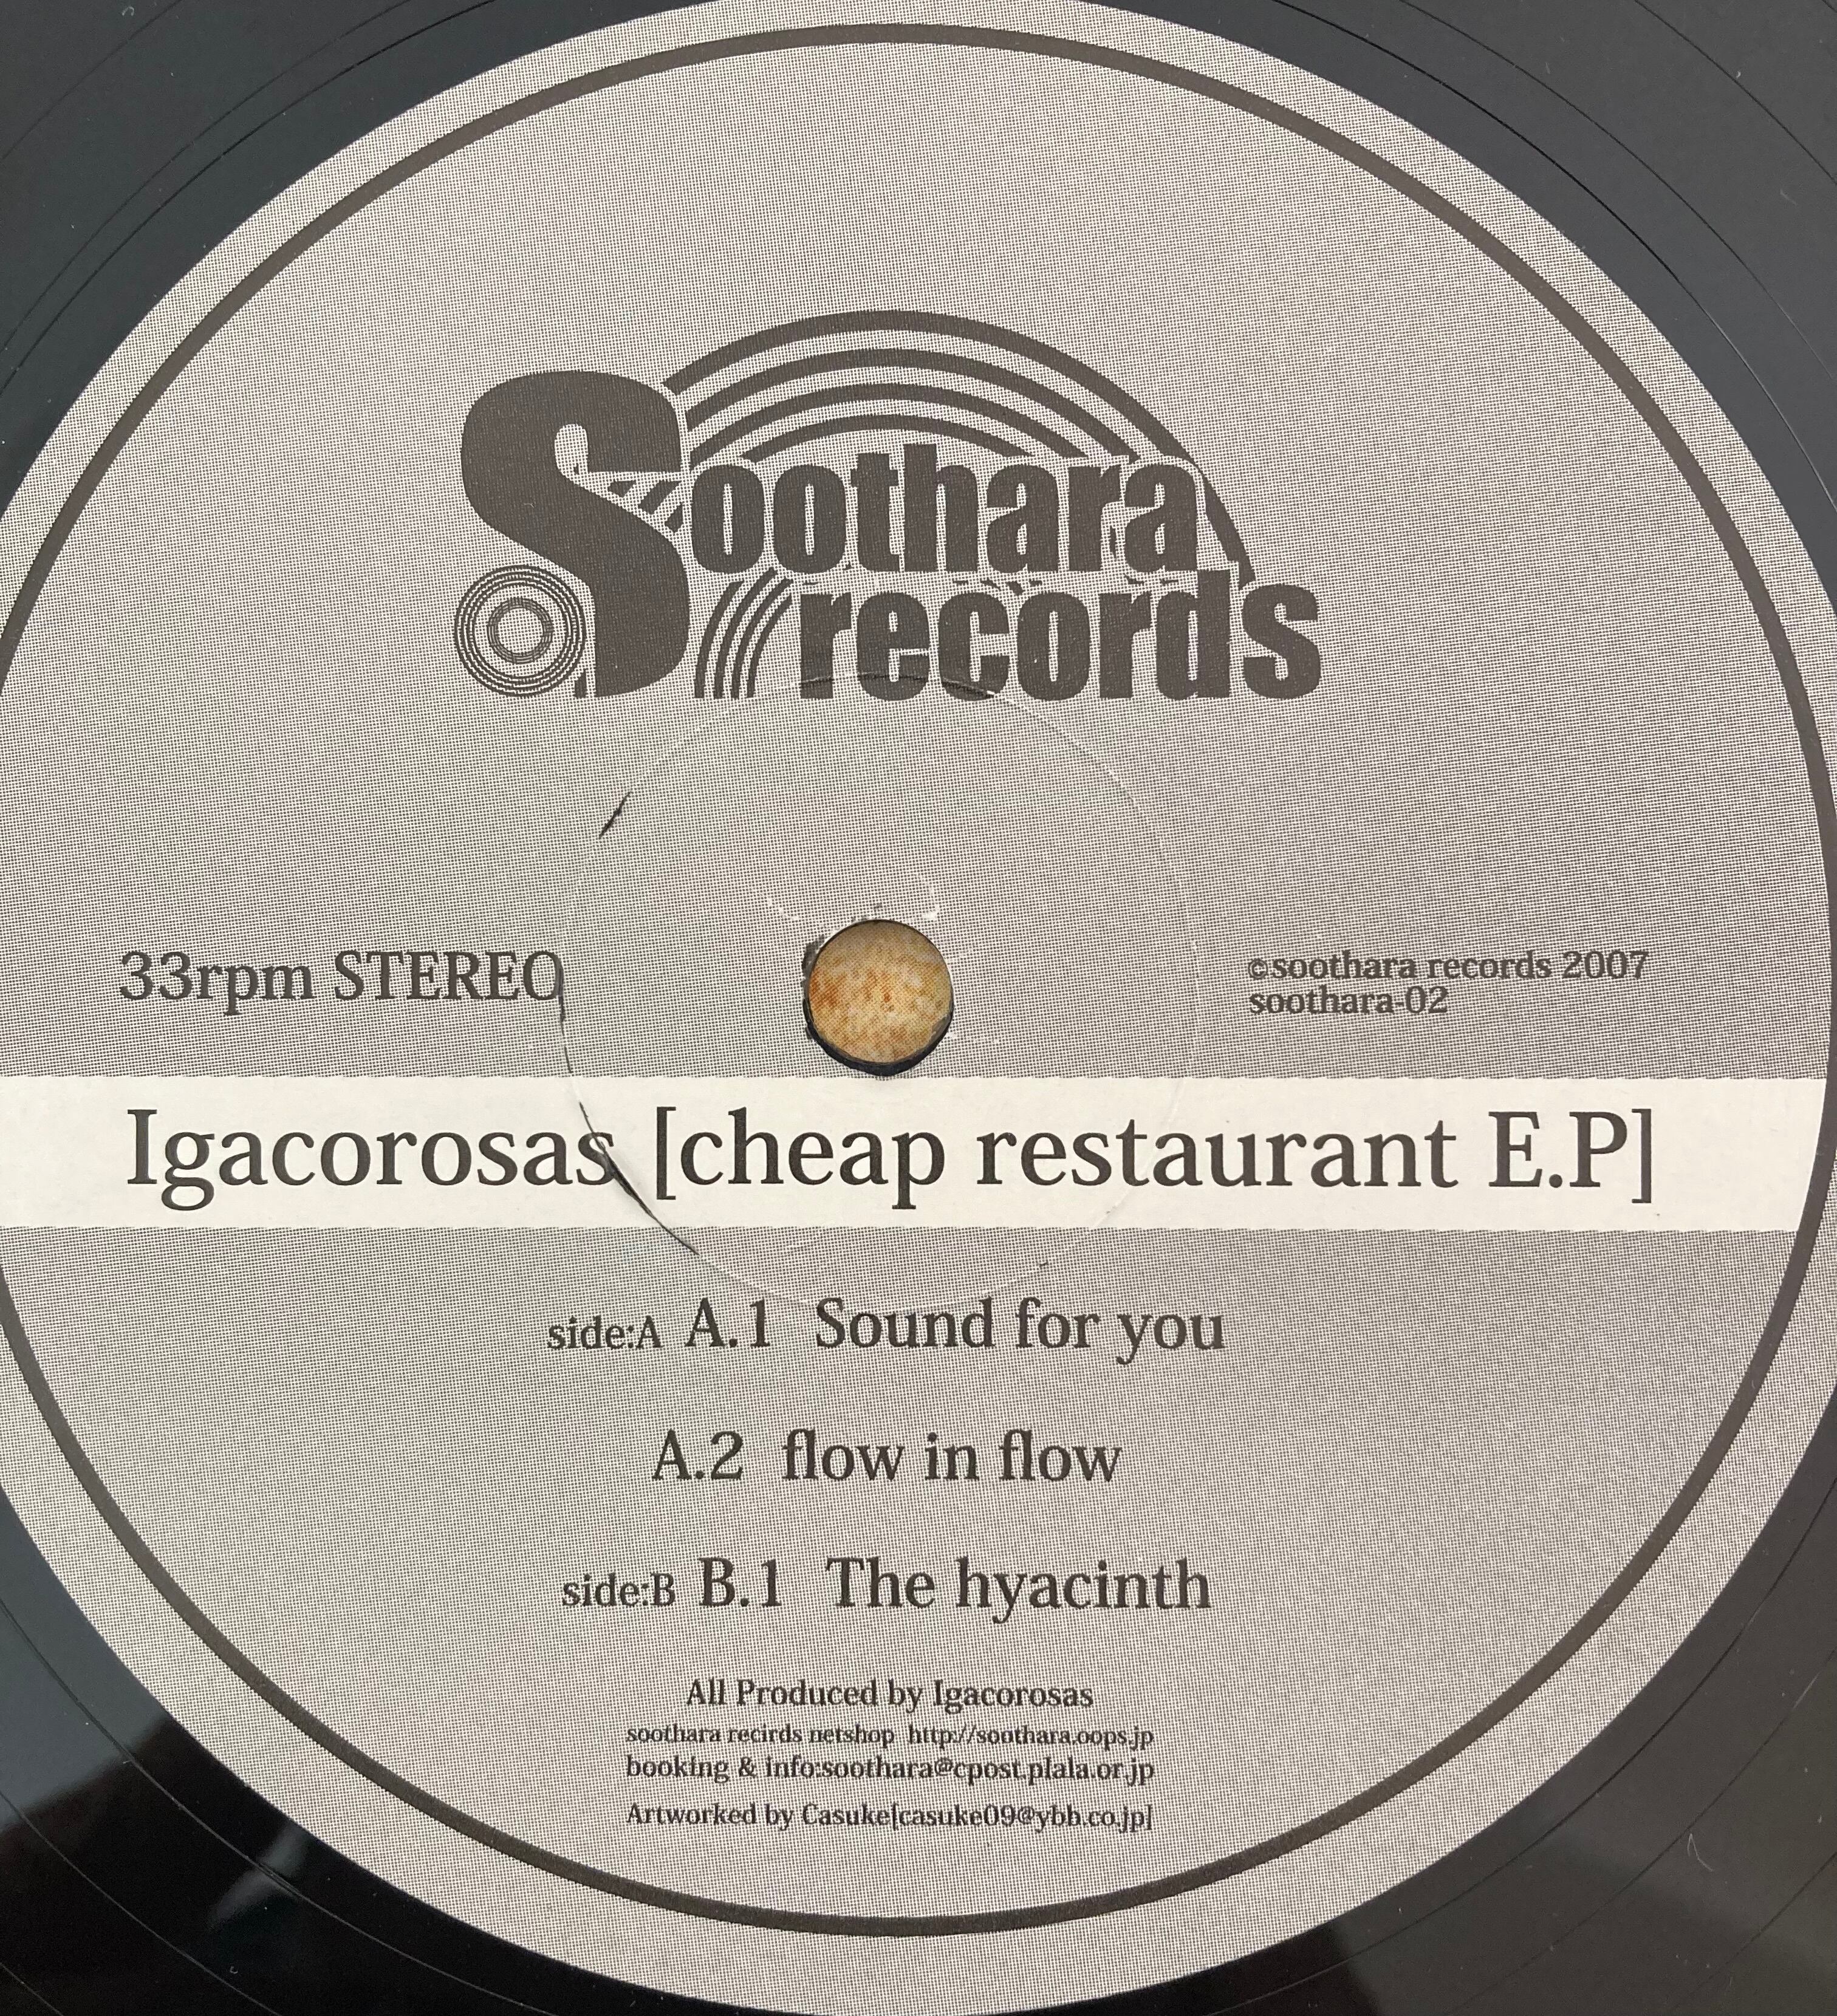 Soothara
records
33rpm STEREO
©soothara records 2007
soothara-02
Igacorosas [cheap restaurant E.P]
side:A A.1 Sound for you
A.2 flow in flow
side:B B.1 The hyacinth
All Produced by Igacorosas
soothara recirds netshop http://soothara.oops.jp
booking & info:soothara@cpost.plala.or.jp
Artworked by Casuke[casuke09@ybb.co.jp]